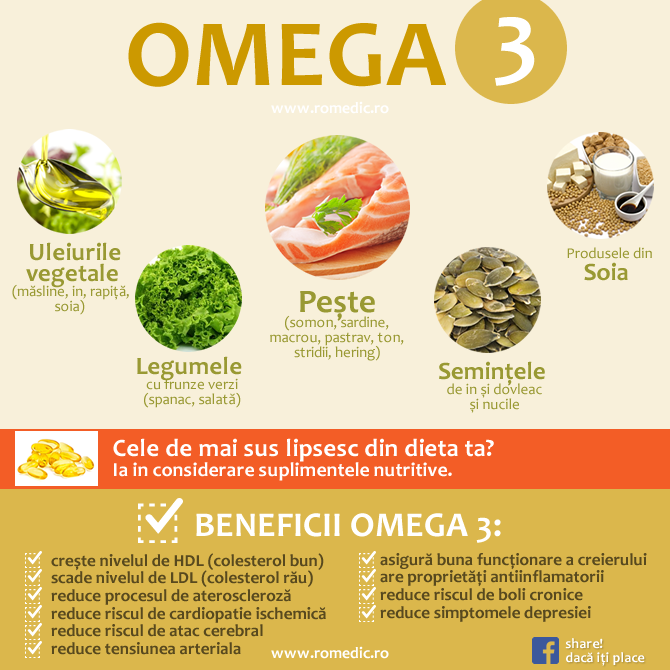 OMEGA 3
www.romedic.ro
Uleiurile
vegetale
(măsline, in, rapiță,
soia)
Legumele
cu frunze verzi
(spanac, salată)
Pește
(somon, sardine,
macrou, pastrav, ton,
stridii, hering)
Semințele
de in și dovleac
și nucile
Produsele din
Soia
Cele de mai sus lipsesc din dieta ta?
Ia in considerare suplimentele nutritive.
BENEFICII OMEGA 3:
crește nivelul de HDL (colesterol bun)
scade nivelul de LDL (colesterol rău)
reduce procesul de ateroscleroză
reduce riscul de cardiopatie ischemică
reduce riscul de atac cerebral
reduce tensiunea arteriala
asigură buna funcționare a creierului
are proprietăți antiinflamatorii
reduce riscul de boli cronice
reduce simptomele depresiei
www.romedic.ro
share!
dacă îți place